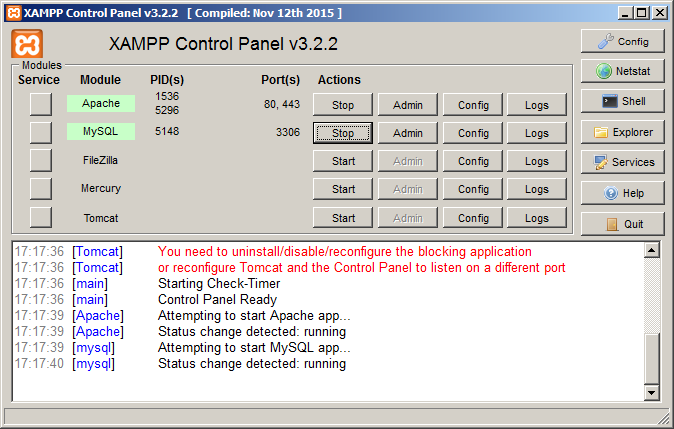 XAMPP Control Panel v3.2.2 [ Compiled: Nov 12th 2015 ]
XAMPP Control Panel v3.2.2
Config
Modules
Service Module PID(s) Port(s) Actions
Netstat
Apache 1536 5296 80, 443 Stop Admin Config Logs
Shell
MySQL 5148 3306 Stop Admin Config Logs
Explorer
FileZilla Start Admin Config Logs
Services
Mercury Start Admin Config Logs
Help
Tomcat Start Admin Config Logs
Quit
17:17:36 [Tomcat] You need to uninstall/disable/reconfigure the blocking application
17:17:36 [Tomcat] or reconfigure Tomcat and the Control Panel to listen on a different port
17:17:36 [main] Starting Check-Timer
17:17:36 [main] Control Panel Ready
17:17:39 [Apache] Attempting to start Apache app...
17:17:39 [Apache] Status change detected: running
17:17:39 [mysql] Attempting to start MySQL app...
17:17:40 [mysql] Status change detected: running